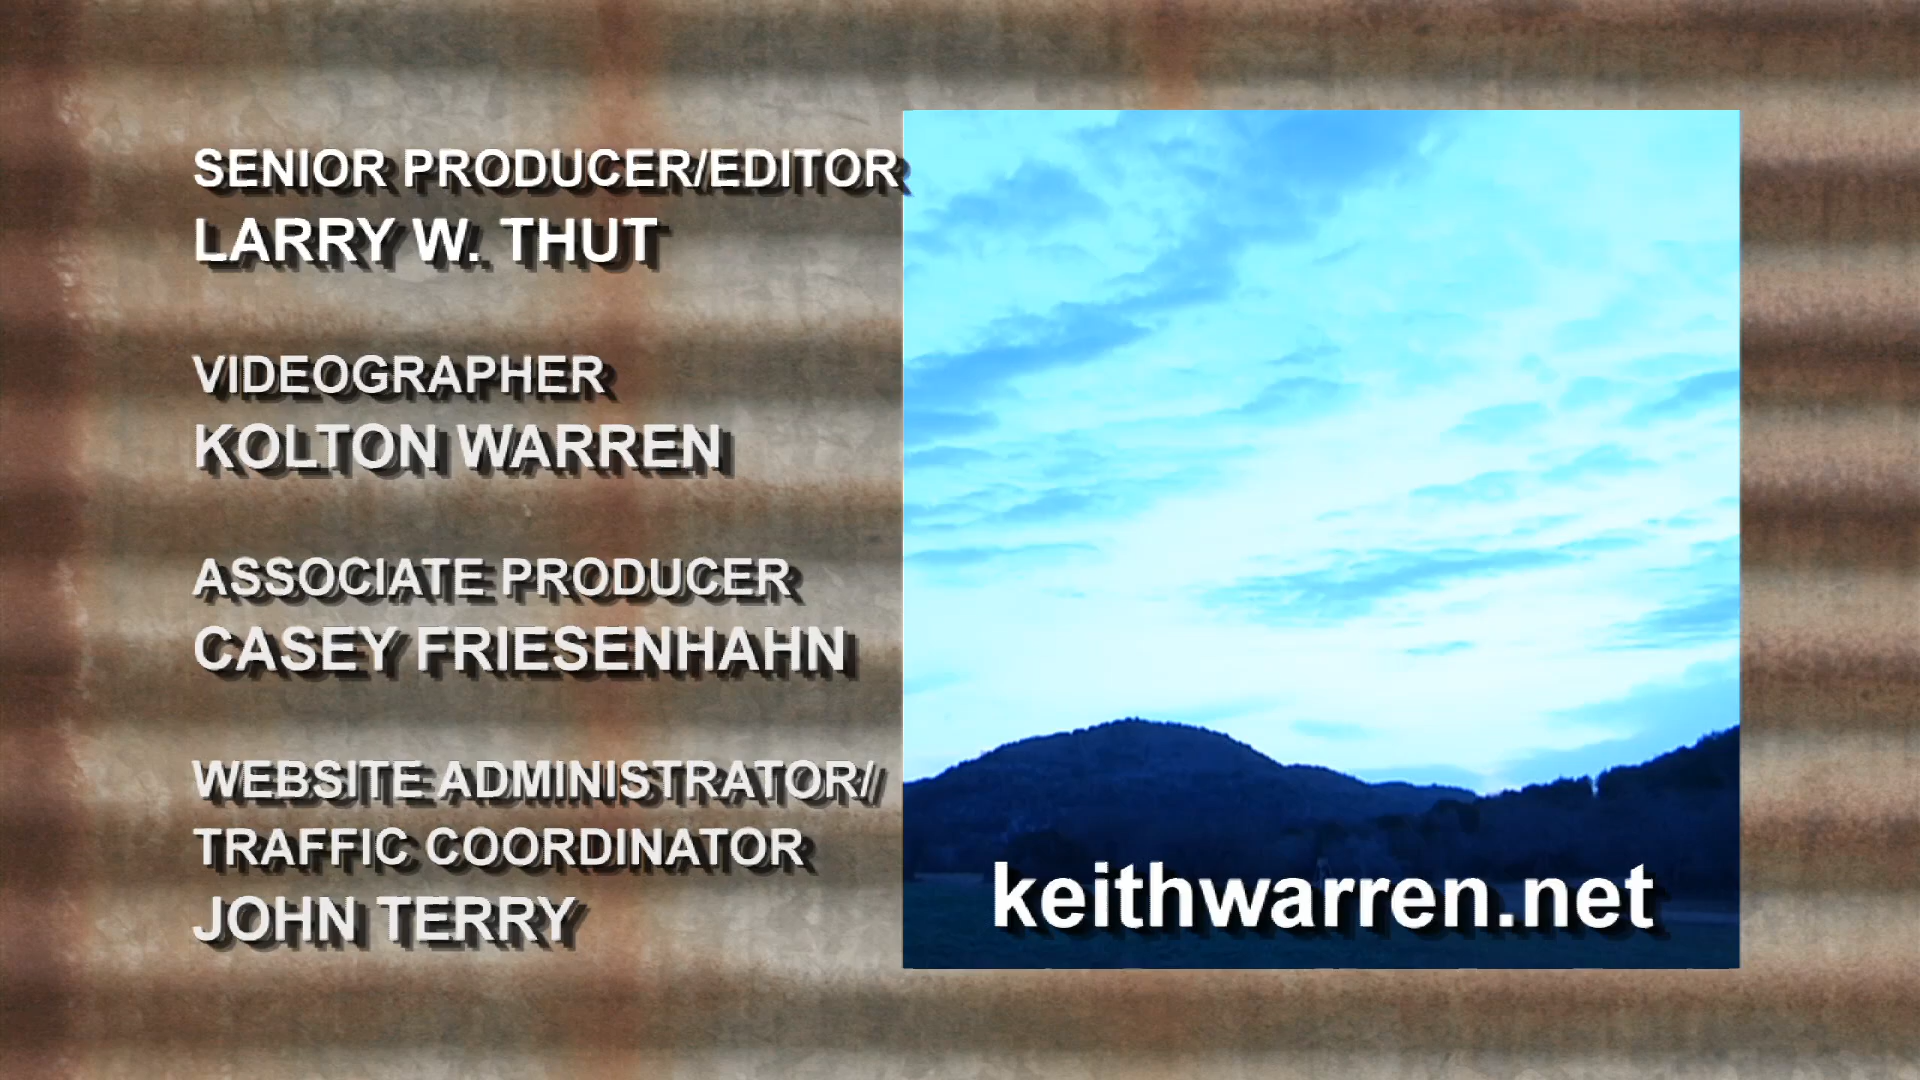 SENIOR PRODUCER/EDITOR
LARRY W. THUT
VIDEOGRAPHER
KOLTON WARREN
ASSOCIATE PRODUCER
CASEY FRIESENHAHN
WEBSITE ADMINISTRATOR/
TRAFFIC COORDINATOR
JOHN TERRY
keithwarren.net